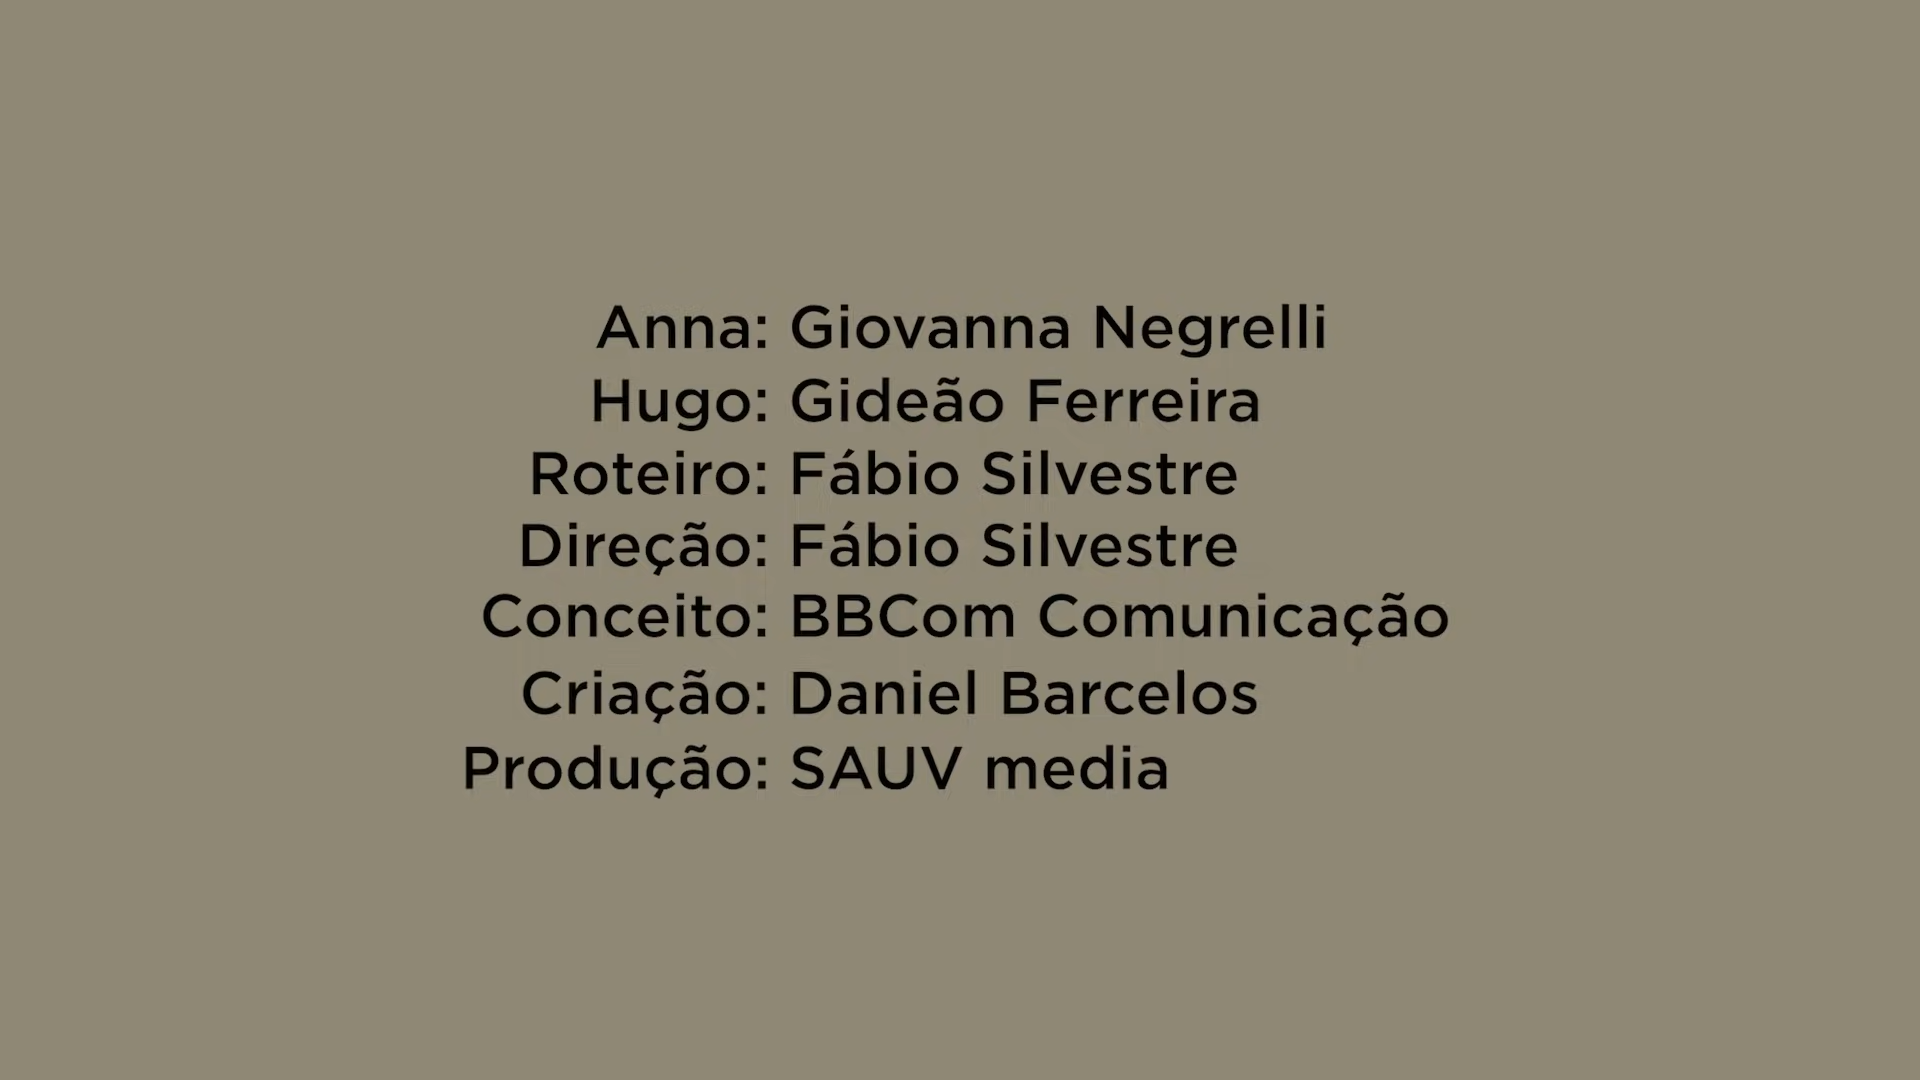 Anna: Giovanna Negrelli
Hugo: Gideão Ferreira
Roteiro: Fábio Silvestre
Direção: Fábio Silvestre
Conceito: BBCom Comunicação
Criação: Daniel Barcelos
Produção: SAUV media